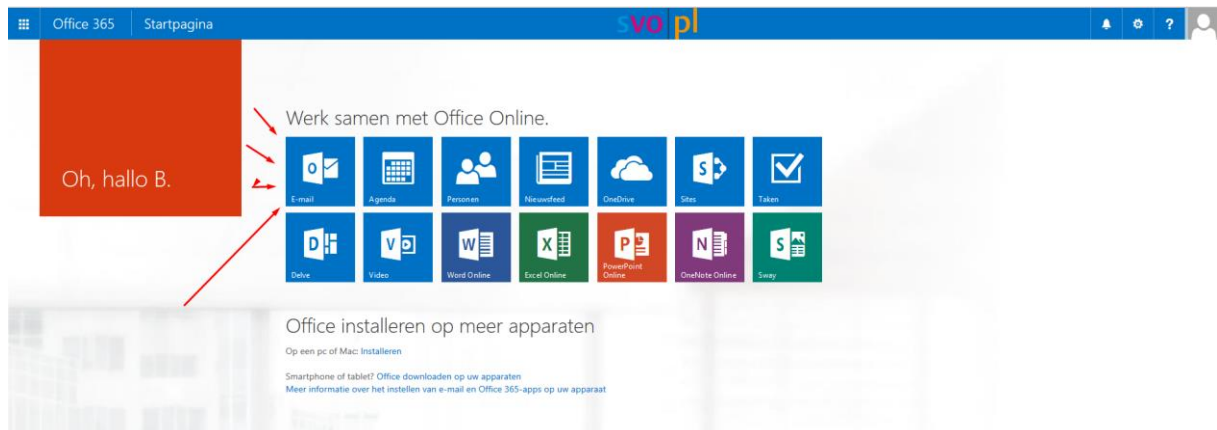 Office 365 Startpagina svo pl ?
Oh, hallo B.
Werk samen met Office Online.
E-mail Agenda Personen Nieuwsfeed OneDrive Sites Taken
Delve Video Word Online Excel Online PowerPoint Online OneNote Online Sway
Office installeren op meer apparaten
Op een pc of Mac: Installeren
Smartphone of tablet? Office downloaden op uw apparaten
Meer informatie over het instellen van e-mail en Office 365-apps op uw apparaat